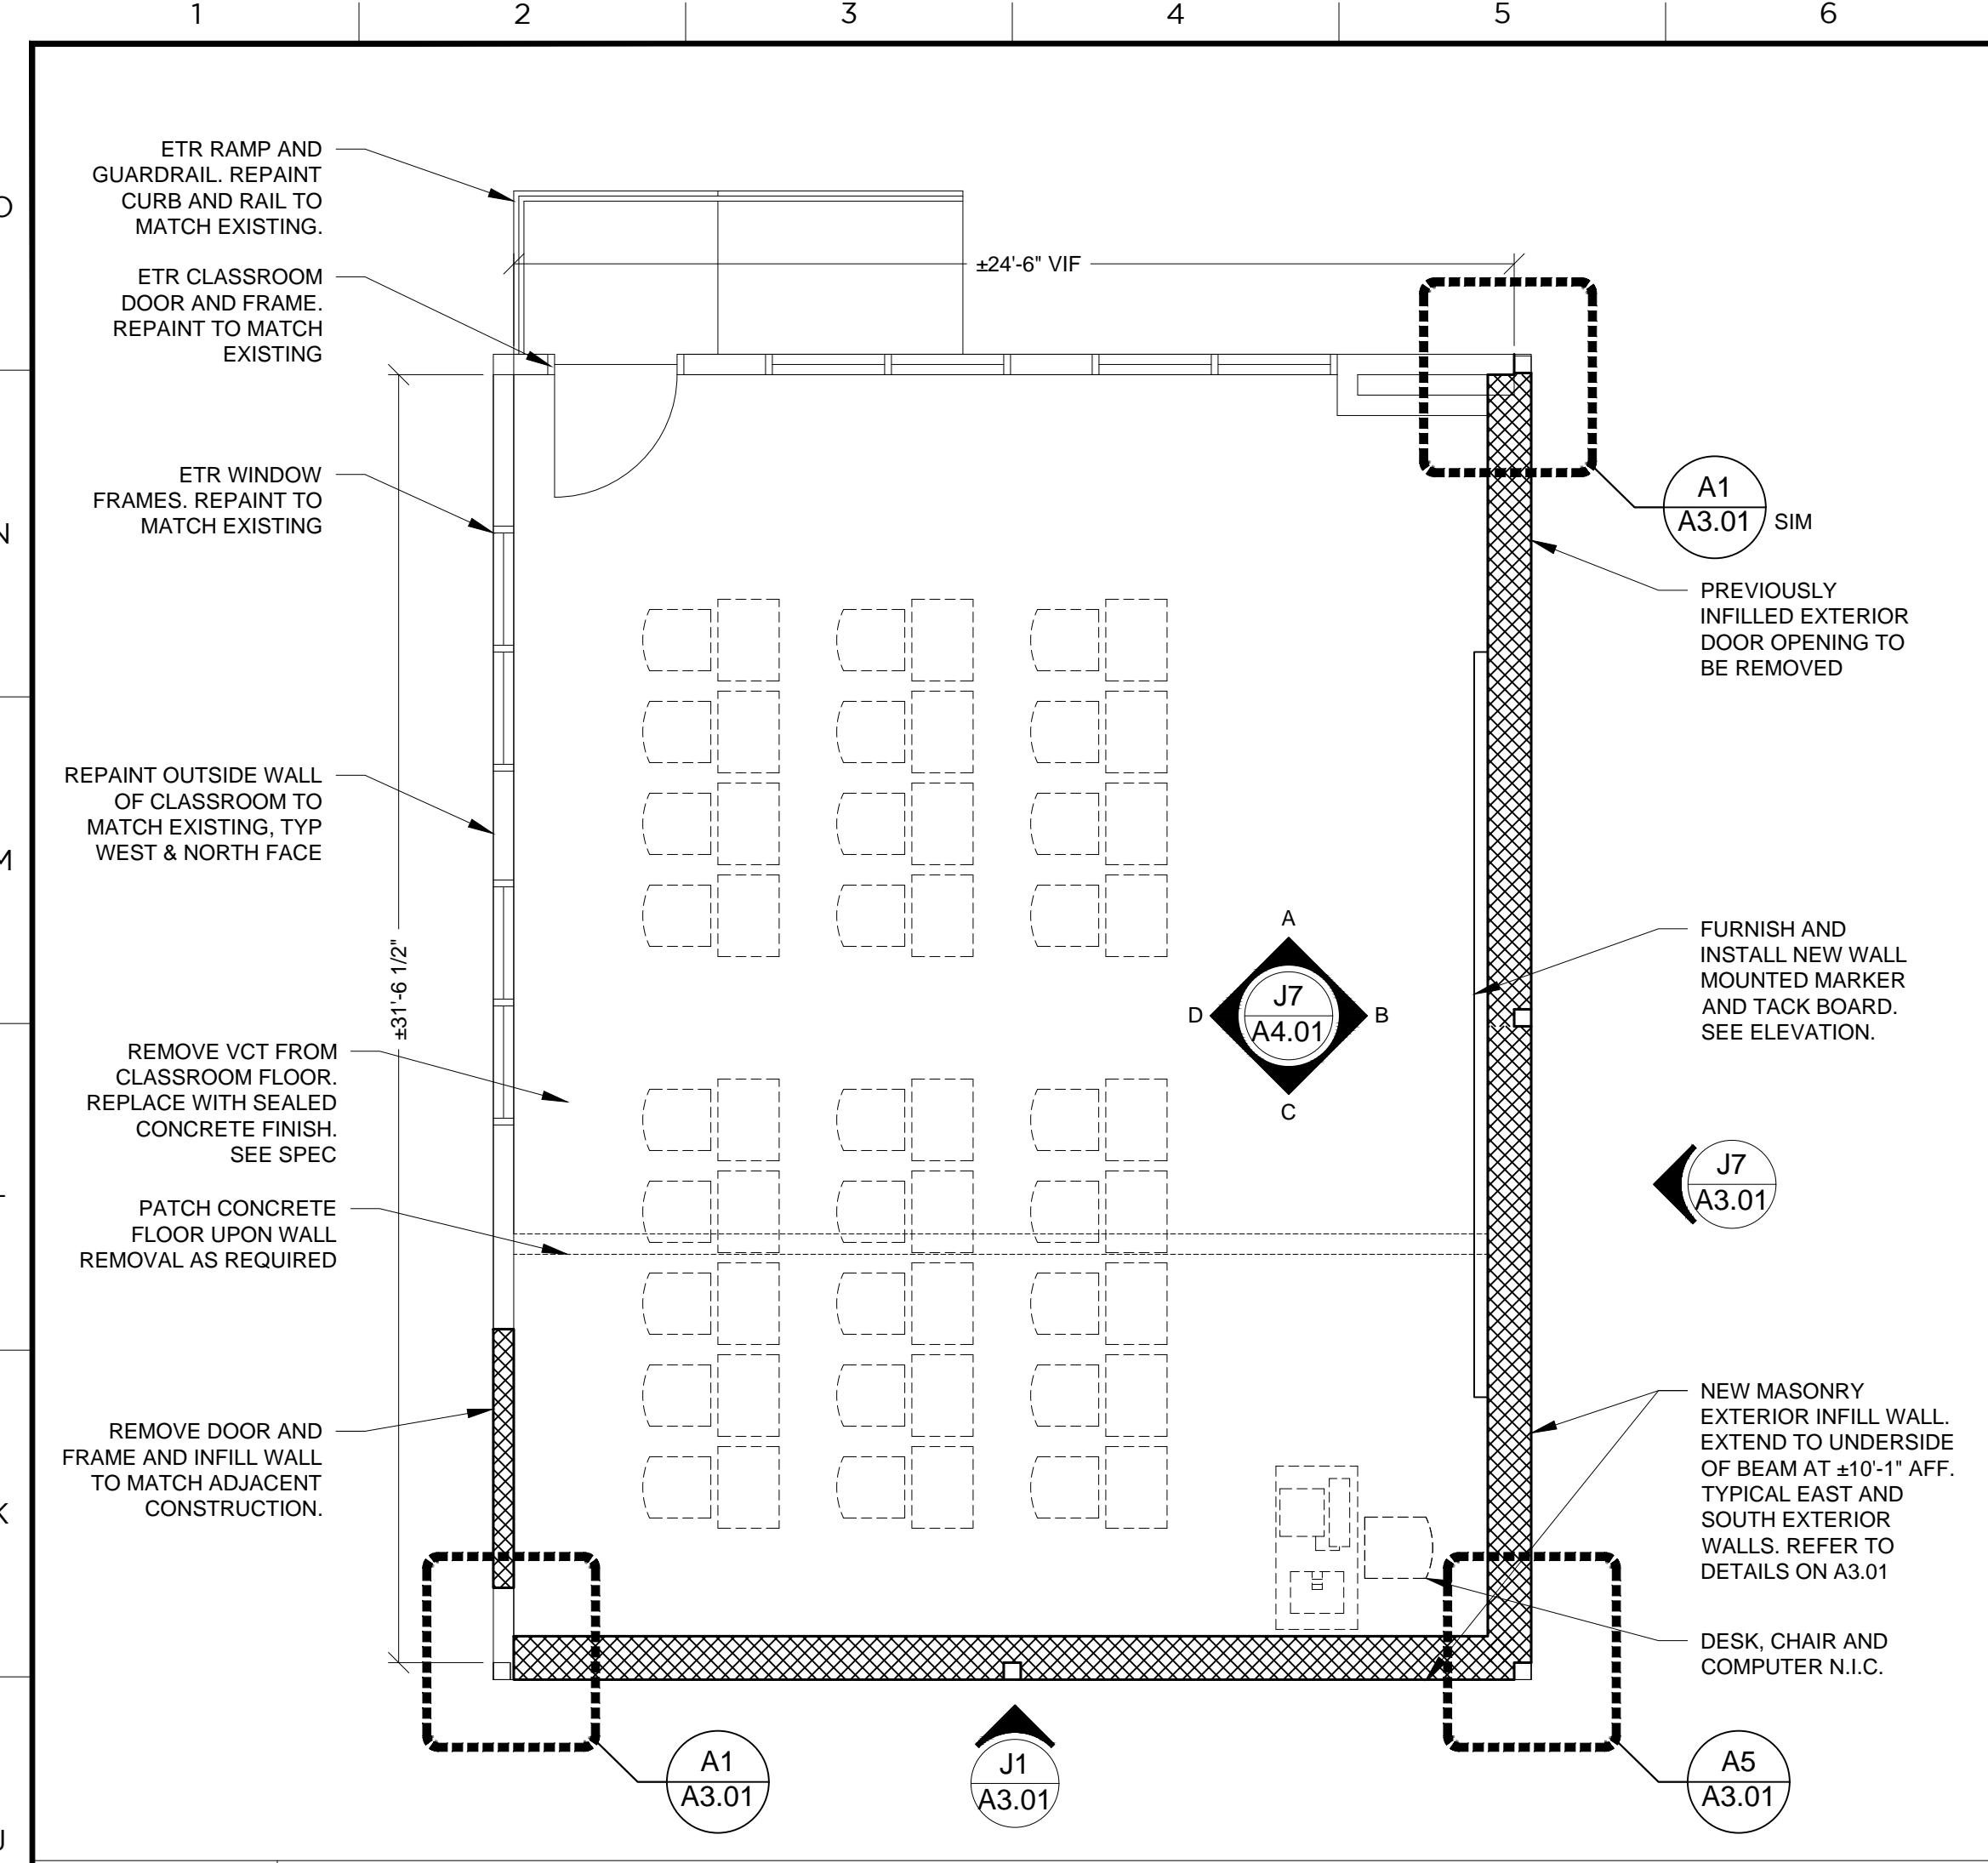 1
2
3
4
5
6
N
M
K
ETR RAMP AND
GUARDRAIL. REPAINT
CURB AND RAIL TO
MATCH EXISTING.
ETR CLASSROOM
DOOR AND FRAME.
REPAINT TO MATCH
EXISTING
ETR WINDOW
FRAMES. REPAINT TO
MATCH EXISTING
REPAINT OUTSIDE WALL
OF CLASSROOM TO
MATCH EXISTING, TYP
WEST & NORTH FACE
REMOVE VCT FROM
CLASSROOM FLOOR.
REPLACE WITH SEALED
CONCRETE FINISH.
SEE SPEC
PATCH CONCRETE
FLOOR UPON WALL
REMOVAL AS REQUIRED
REMOVE DOOR AND
FRAME AND INFILL WALL
TO MATCH ADJACENT
CONSTRUCTION.
±24'-6" VIF
±31'-6 1/2"
A
D
J7
A4.01
B
C
A1
A3.01
SIM
PREVIOUSLY
INFILLED EXTERIOR
DOOR OPENING TO
BE REMOVED
FURNISH AND
INSTALL NEW WALL
MOUNTED MARKER
AND TACK BOARD.
SEE ELEVATION.
J7
A3.01
NEW MASONRY
EXTERIOR INFILL WALL.
EXTEND TO UNDERSIDE
OF BEAM AT ±10'-1" AFF.
TYPICAL EAST AND
SOUTH EXTERIOR
WALLS. REFER TO
DETAILS ON A3.01
DESK, CHAIR AND
COMPUTER N.I.C.
A1
A3.01
J1
A3.01
A5
A3.01